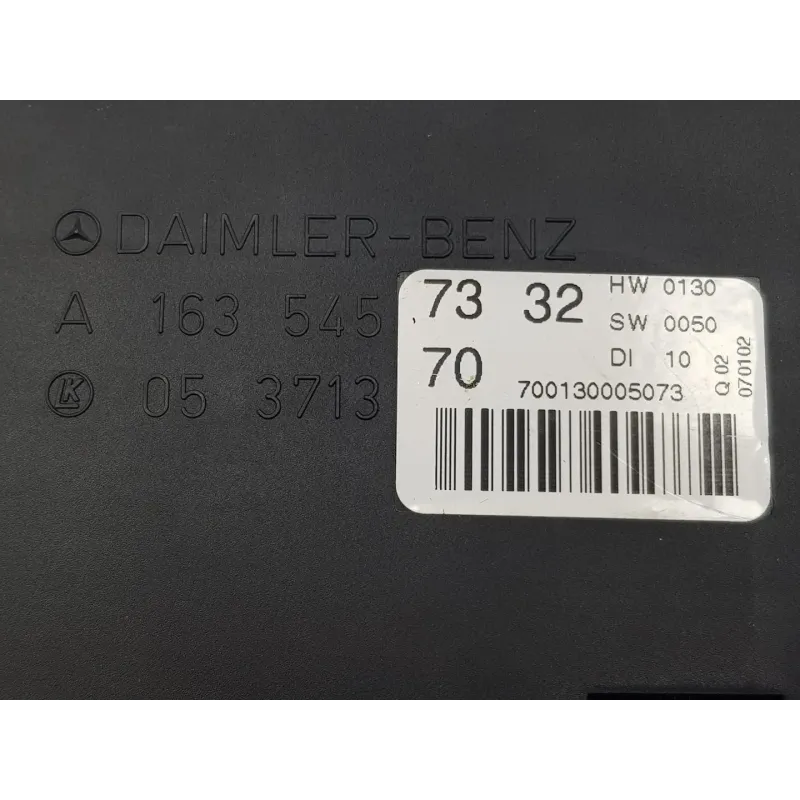 DAIMLER-BENZ
A 163 545 73 32
K 05 3713 70
HW 0130
SW 0050
DI 10
700130005073
Q 02
070102